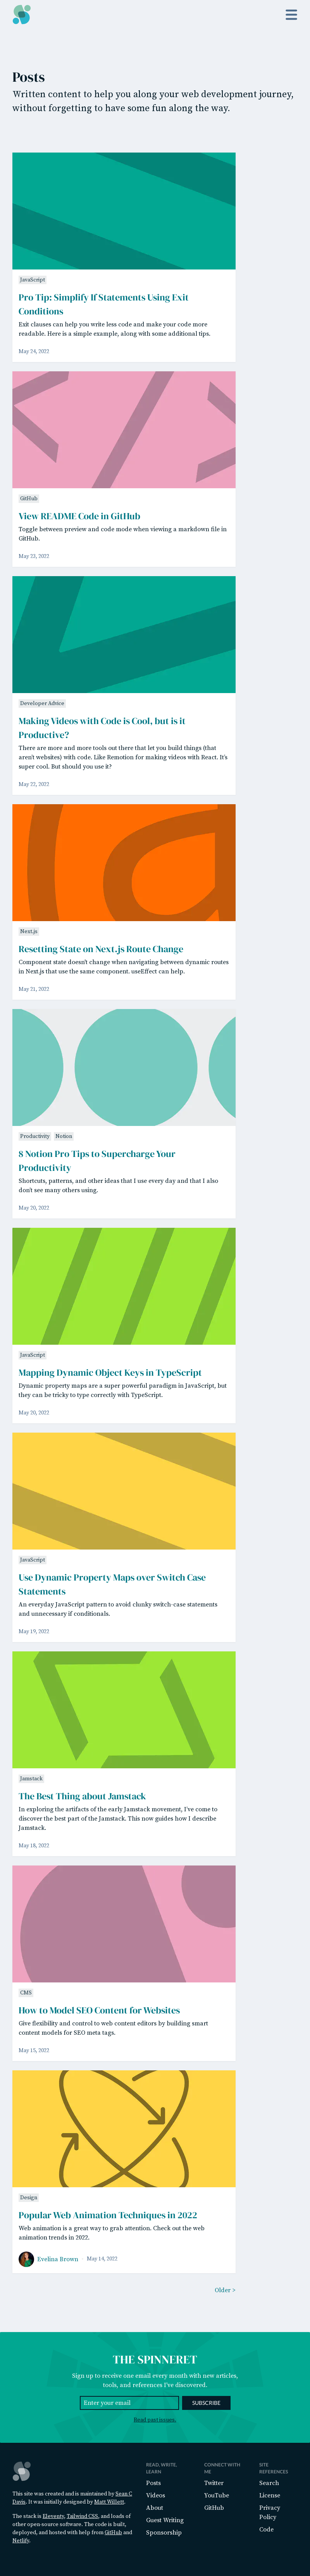 Posts
Written content to help you along your web development journey,
without forgetting to have some fun along the way.
JavaScript
Pro Tip: Simplify If Statements Using Exit
Conditions
Exit clauses can help you write less code and make your code more
readable. Here is a simple example, along with some additional tips.
May 24, 2022
GitHub
View README Code in GitHub
Toggle between preview and code mode when viewing a markdown file in
GitHub.
May 23, 2022
Developer Advice
Making Videos with Code is Cool, but is it
Productive?
There are more and more tools out there that let you build things (that
aren't websites) with code. Like Remotion for making videos with React. It's
super cool. But should you use it?
May 22, 2022
Next.js
Resetting State on Next.js Route Change
Component state doesn't change when navigating between dynamic routes
in Next.js that use the same component. useEffect can help.
May 21, 2022
Productivity Notion
8 Notion Pro Tips to Supercharge Your
Productivity
Shortcuts, patterns, and other ideas that I use every day and that I also
don't see many others using.
May 20, 2022
JavaScript
Mapping Dynamic Object Keys in TypeScript
Dynamic property maps are a super powerful paradigm in JavaScript, but
they can be tricky to type correctly with TypeScript.
May 20, 2022
JavaScript
Use Dynamic Property Maps over Switch Case
Statements
An everyday JavaScript pattern to avoid chunky switch-case statements
and unnecessary if conditionals.
May 19, 2022
Jamstack
The Best Thing about Jamstack
In exploring the artifacts of the early Jamstack movement, I've come to
discover the best part of the Jamstack. This now guides how I describe
Jamstack.
May 18, 2022
CMS
How to Model SEO Content for Websites
Give flexibility and control to web content editors by building smart
content models for SEO meta tags.
May 15, 2022
Design
Popular Web Animation Techniques in 2022
Web animation is a great way to grab attention. Check out the web
animation trends in 2022.
Evelina Brown · May 14, 2022
Older >
THE SPINNERET
Sign up to receive one email every month with new articles,
tools, and references I've discovered.
Enter your email
SUBSCRIBE
Read past issues.
This site was created and is maintained by Sean C
Davis. It was initially designed by Matt Willett.
The stack is Eleventy, Tailwind CSS, and loads of
other open-source software. The code is built,
deployed, and hosted with help from GitHub and
Netlify.
READ, WRITE,
LEARN
Posts
Videos
About
Guest Writing
Sponsorship
CONNECT WITH
ME
Twitter
YouTube
GitHub
SITE
REFERENCES
Search
License
Privacy
Policy
Code